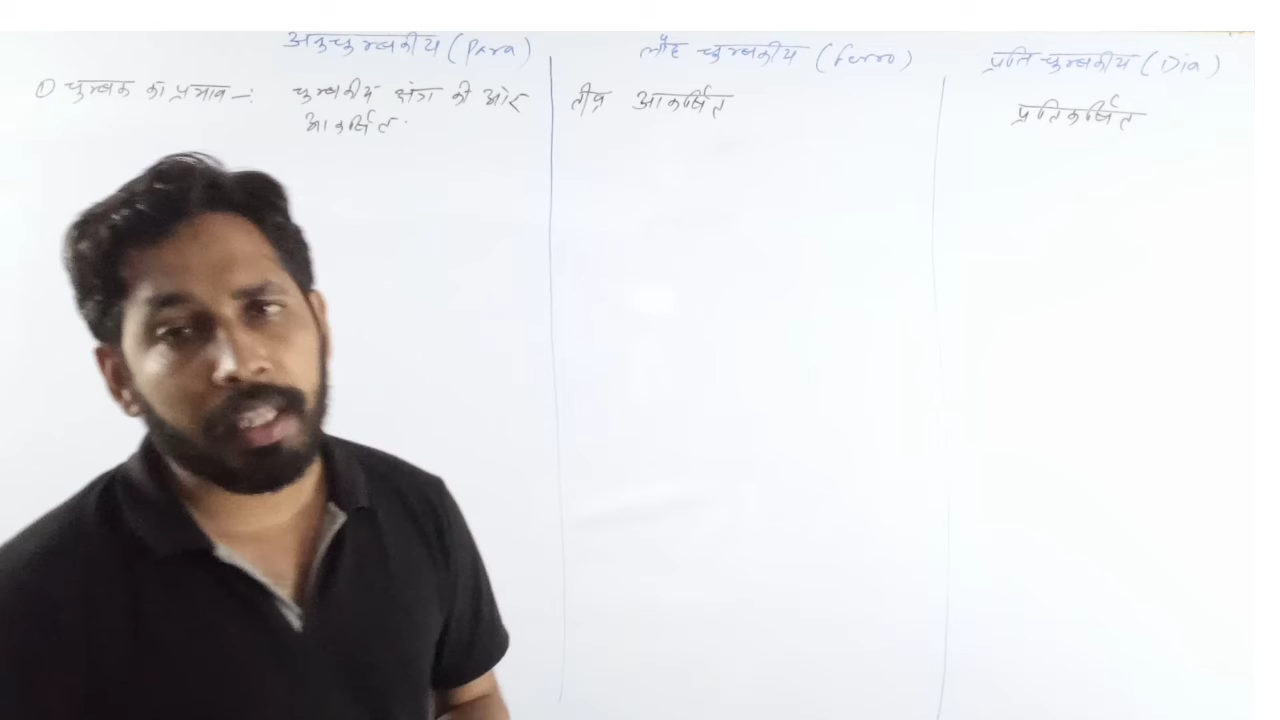 अनुचुम्बकीय (Para)
लौह चुम्बकीय (ferro)
प्रति चुम्बकीय (Dia)
① चुम्बक का प्रभाव -:
चुम्बकीय क्षेत्र की ओर
आकर्षित.
तीव्र आकर्षित
प्रतिकर्षित